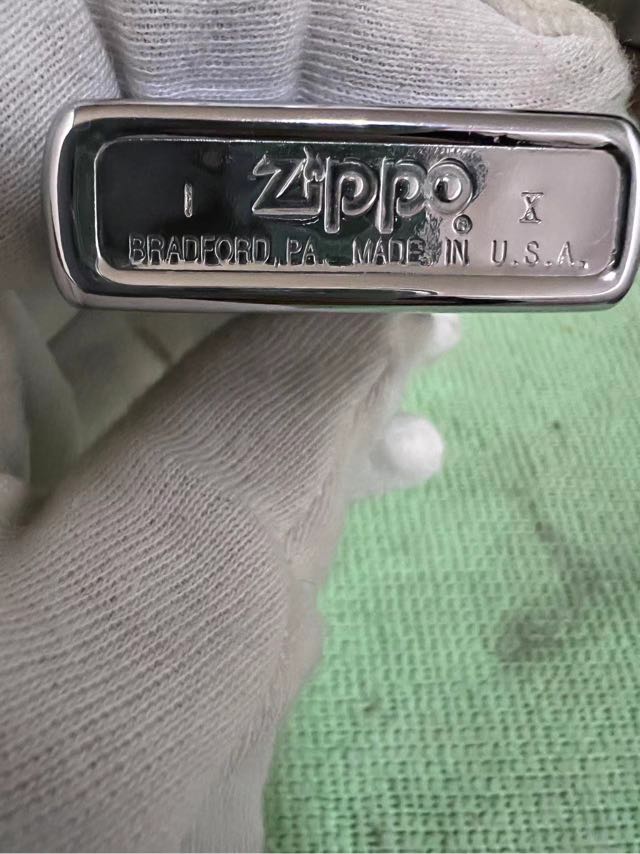 I Zippo® X
BRADFORD, PA. MADE IN U.S.A.